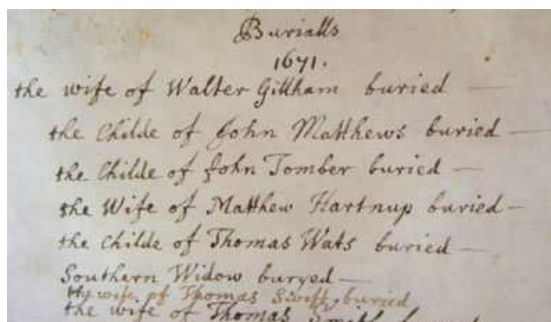 Burialls
1671.
the wife of Walter Gillham buried —
the Childe of John Matthews buried —
the Childe of John Tomber buried —
the Wife of Matthew Hartnup buried —
the Childe of Thomas Wats buried —
Southern Widow buryed —
wife of Thomas Swift buried
the wife of Thomas